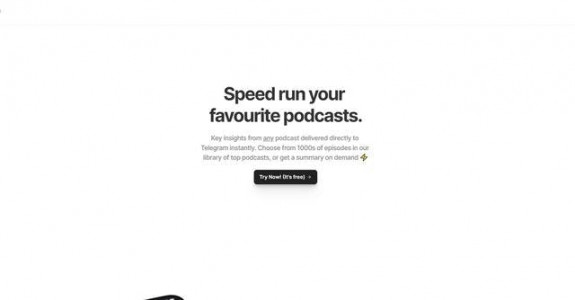 Speed run your
favourite podcasts.
Key insights from any podcast delivered directly to
Telegram instantly. Choose from 1000s of episodes in our
library of top podcasts, or get a summary on demand ⚡
Try Now! (It's free) →